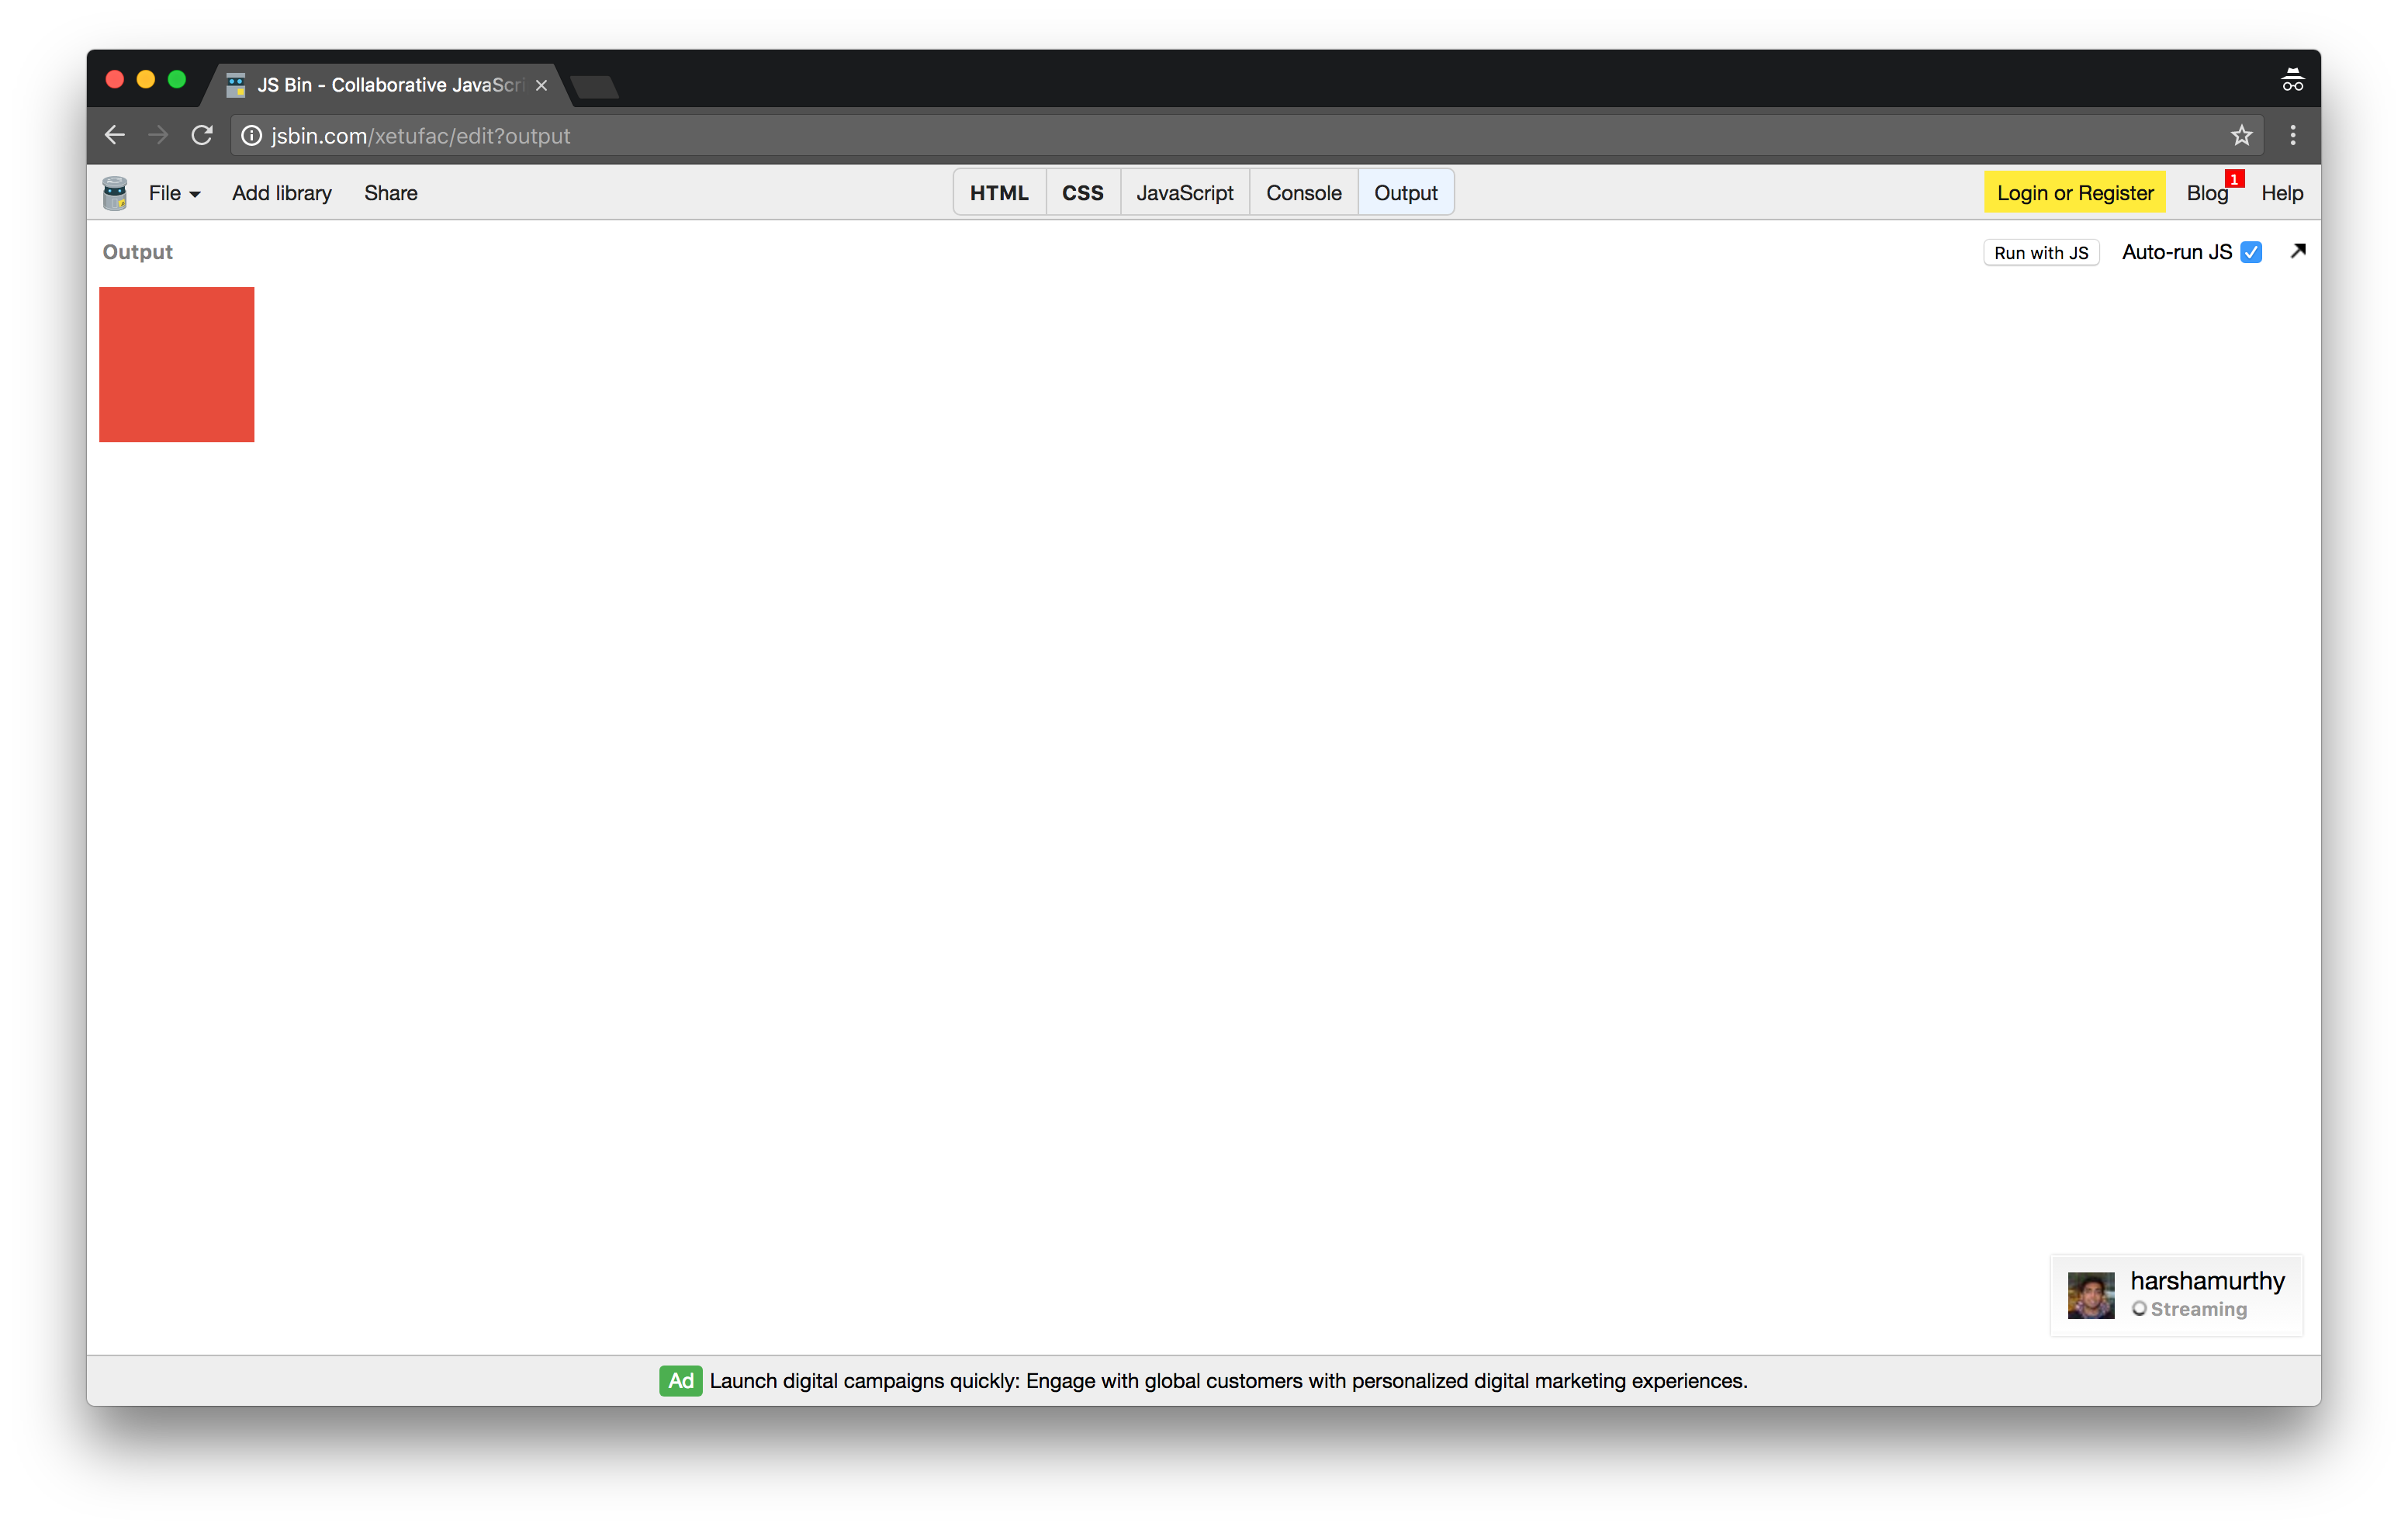 JS Bin - Collaborative JavaScri
jsbin.com/xetufac/edit?output
File Add library Share HTML CSS JavaScript Console Output Login or Register Blog 1 Help
Output Run with JS Auto-run JS
harshamurthy
Streaming
Ad Launch digital campaigns quickly: Engage with global customers with personalized digital marketing experiences.